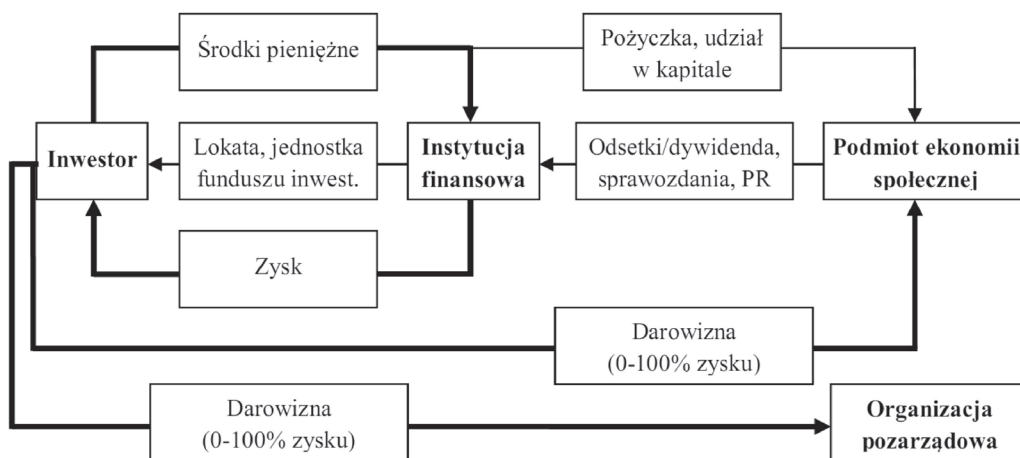 Środki pieniężne
Pożyczka, udział
w kapitale
Inwestor
Lokata, jednostka
funduszu inwest.
Instytucja
finansowa
Odsetki/dywidenda,
sprawozdania, PR
Podmiot ekonomii
społecznej
Zysk
Darowizna
(0-100% zysku)
Darowizna
(0-100% zysku)
Organizacja
pozarządowa